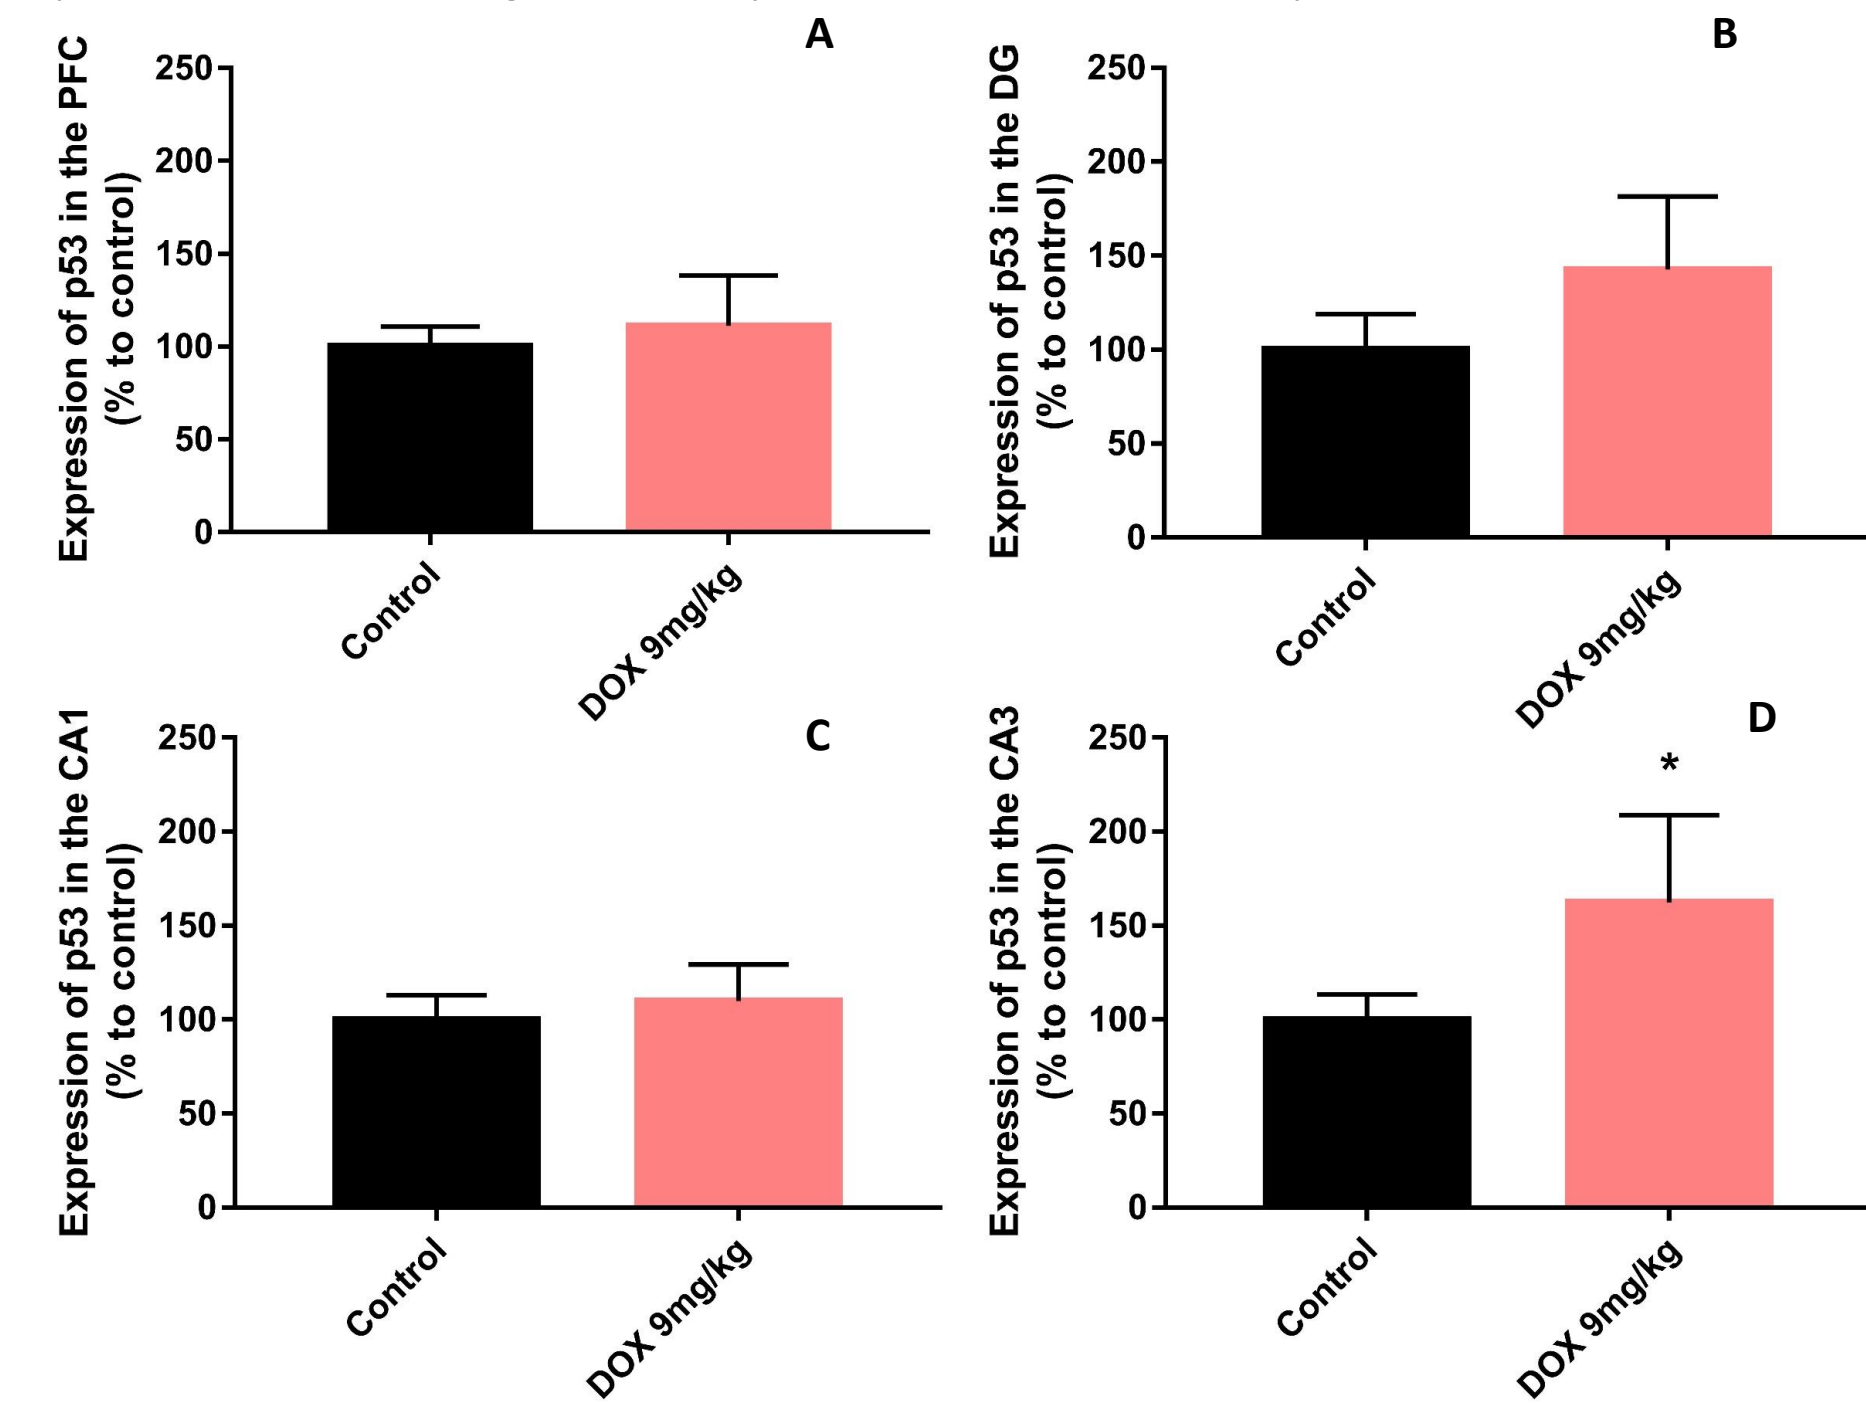 A
Expression of p53 in the PFC
(% to control)
250
200
150
100
50
0
Control
DOX 9mg/kg
B
Expression of p53 in the DG
(% to control)
250
200
150
100
50
0
Control
DOX 9mg/kg
C
Expression of p53 in the CA1
(% to control)
250
200
150
100
50
0
Control
DOX 9mg/kg
D
Expression of p53 in the CA3
(% to control)
250
200
150
100
50
0
*
Control
DOX 9mg/kg